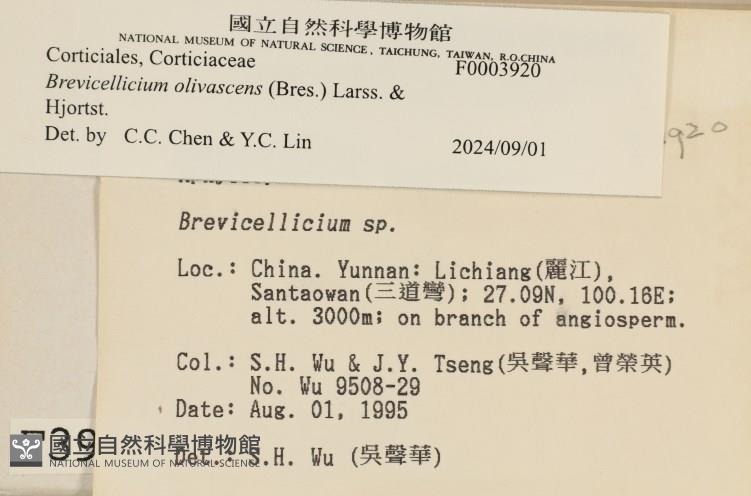 國立自然科學博物館
NATIONAL MUSEUM OF NATURAL SCIENCE, TAICHUNG, TAIWAN, R.O.CHINA
Corticiales, Corticiaceae F0003920
Brevicellicium olivascens (Bres.) Larss. &
Hjortst.
Det. by C.C. Chen & Y.C. Lin 2024/09/01
920
Brevicellicium sp.
Loc.: China. Yunnan: Lichiang(麗江),
Santaowan(三道彎); 27.09N, 100.16E;
alt. 3000m; on branch of angiosperm.
Col.: S.H. Wu & J.Y. Tseng(吳聲華,曾榮英)
No. Wu 9508-29
Date: Aug. 01, 1995
Det.: S.H. Wu (吳聲華)
F39
國立自然科學博物館
NATIONAL MUSEUM OF NATURAL SCIENCE